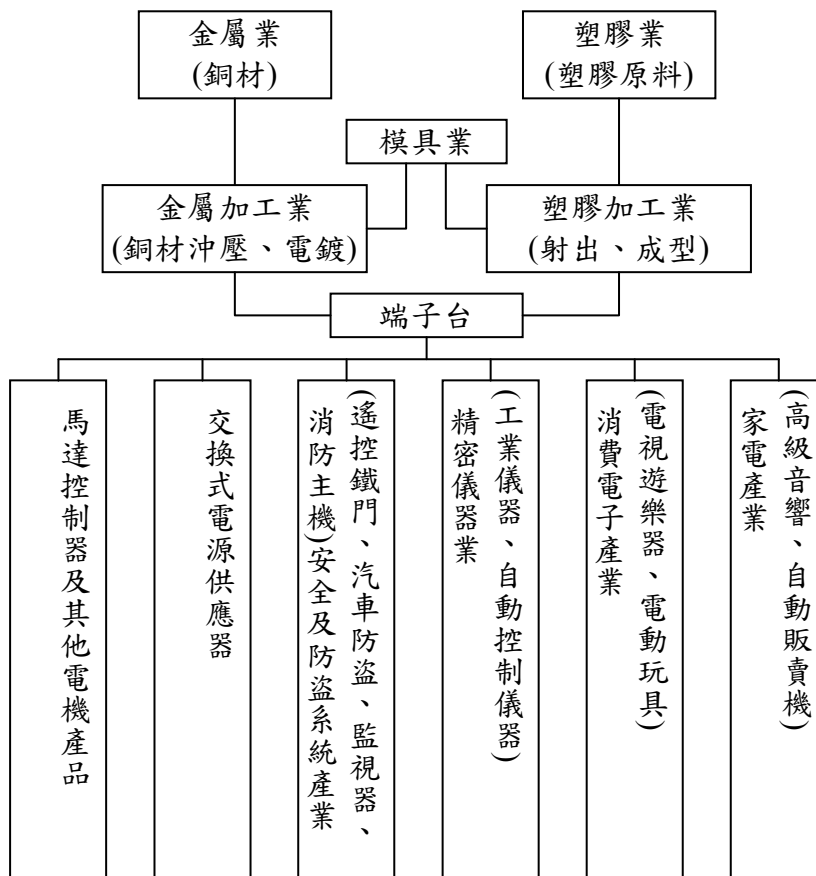 金屬業
(銅材)
塑膠業
(塑膠原料)
模具業
金屬加工業
(銅材沖壓、電鍍)
塑膠加工業
(射出、成型)
端子台
馬達控制器及其他電機產品
交換式電源供應器
(遙控鐵門、汽車防盜、監視器、
消防主機)安全及防盜系統產業
(工業儀器、自動控制儀器)
精密儀器業
(電視遊樂器、電動玩具)
消費電子產業
(高級音響、自動販賣機)
家電產業